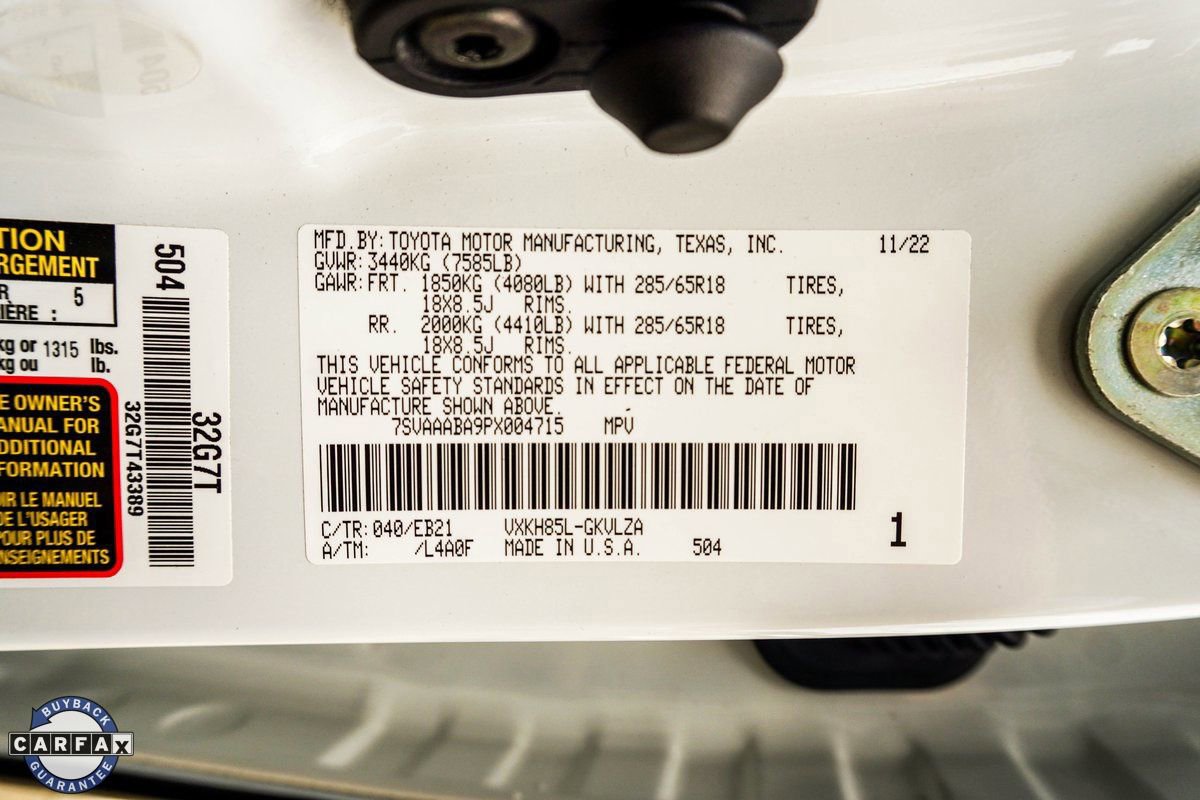 TION
RGEMENT
R 5
IÈRE :
kg or 1315 lbs.
kg ou lb.
E OWNER'S
ANUAL FOR
DDITIONAL
FORMATION
IR LE MANUEL
DE L'USAGER
POUR PLUS DE
NSEIGNEMENTS
504
32G7T
32G7T43389
MFD.BY: TOYOTA MOTOR MANUFACTURING, TEXAS, INC. 11/22
GVWR: 3440KG (7585LB)
GAWR: FRT. 1850KG (4080LB) WITH 285/65R18 TIRES,
18X8.5J RIMS.
RR. 2000KG (4410LB) WITH 285/65R18 TIRES,
18X8.5J RIMS.
THIS VEHICLE CONFORMS TO ALL APPLICABLE FEDERAL MOTOR
VEHICLE SAFETY STANDARDS IN EFFECT ON THE DATE OF
MANUFACTURE SHOWN ABOVE.
7SVAAABA9PX004715 MPV
C/TR: 040/EB21 VXKH85L-GKVLZA
A/TM: /L4A0F MADE IN U.S.A. 504
1
BUYBACK
CARFAX
GUARANTEE